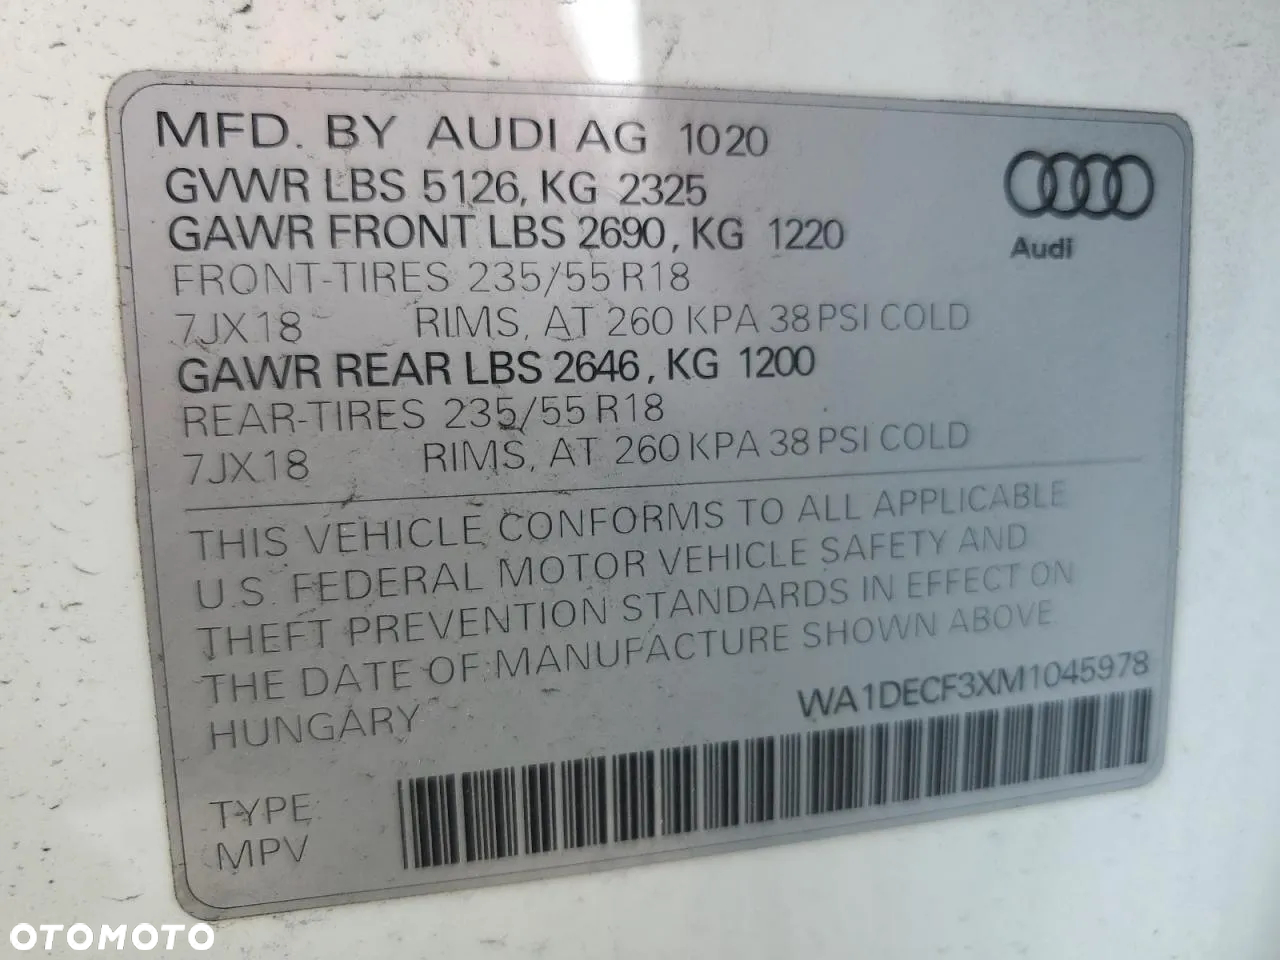 MFD. BY AUDI AG 1020
GVWR LBS 5126, KG 2325
GAWR FRONT LBS 2690, KG 1220
FRONT-TIRES 235/55 R18
7JX18 RIMS, AT 260 KPA 38 PSI COLD
GAWR REAR LBS 2646, KG 1200
REAR-TIRES 235/55 R18
7JX18 RIMS, AT 260 KPA 38 PSI COLD
Audi
THIS VEHICLE CONFORMS TO ALL APPLICABLE
U.S. FEDERAL MOTOR VEHICLE SAFETY AND
THEFT PREVENTION STANDARDS IN EFFECT ON
THE DATE OF MANUFACTURE SHOWN ABOVE
HUNGARY
WA1DECF3XM1045978
TYPE
MPV
OTOMOTO